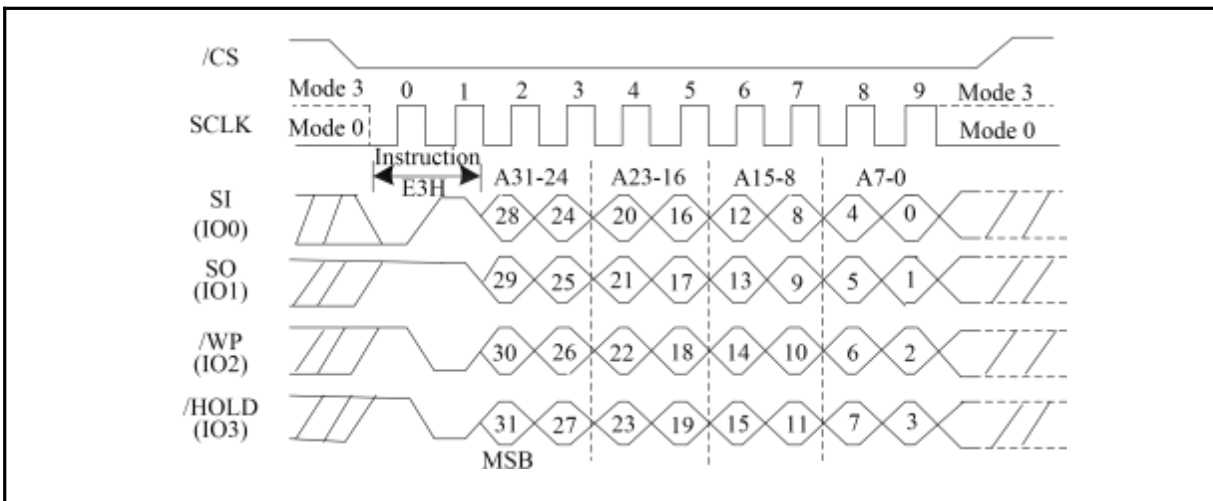 /CS
Mode 3 0 1 2 3 4 5 6 7 8 9 Mode 3
SCLK Mode 0 Mode 0
Instruction
E3H A31-24 A23-16 A15-8 A7-0
SI
(IO0) 28 24 20 16 12 8 4 0
SO
(IO1) 29 25 21 17 13 9 5 1
/WP
(IO2) 30 26 22 18 14 10 6 2
/HOLD
(IO3) 31 27 23 19 15 11 7 3
MSB